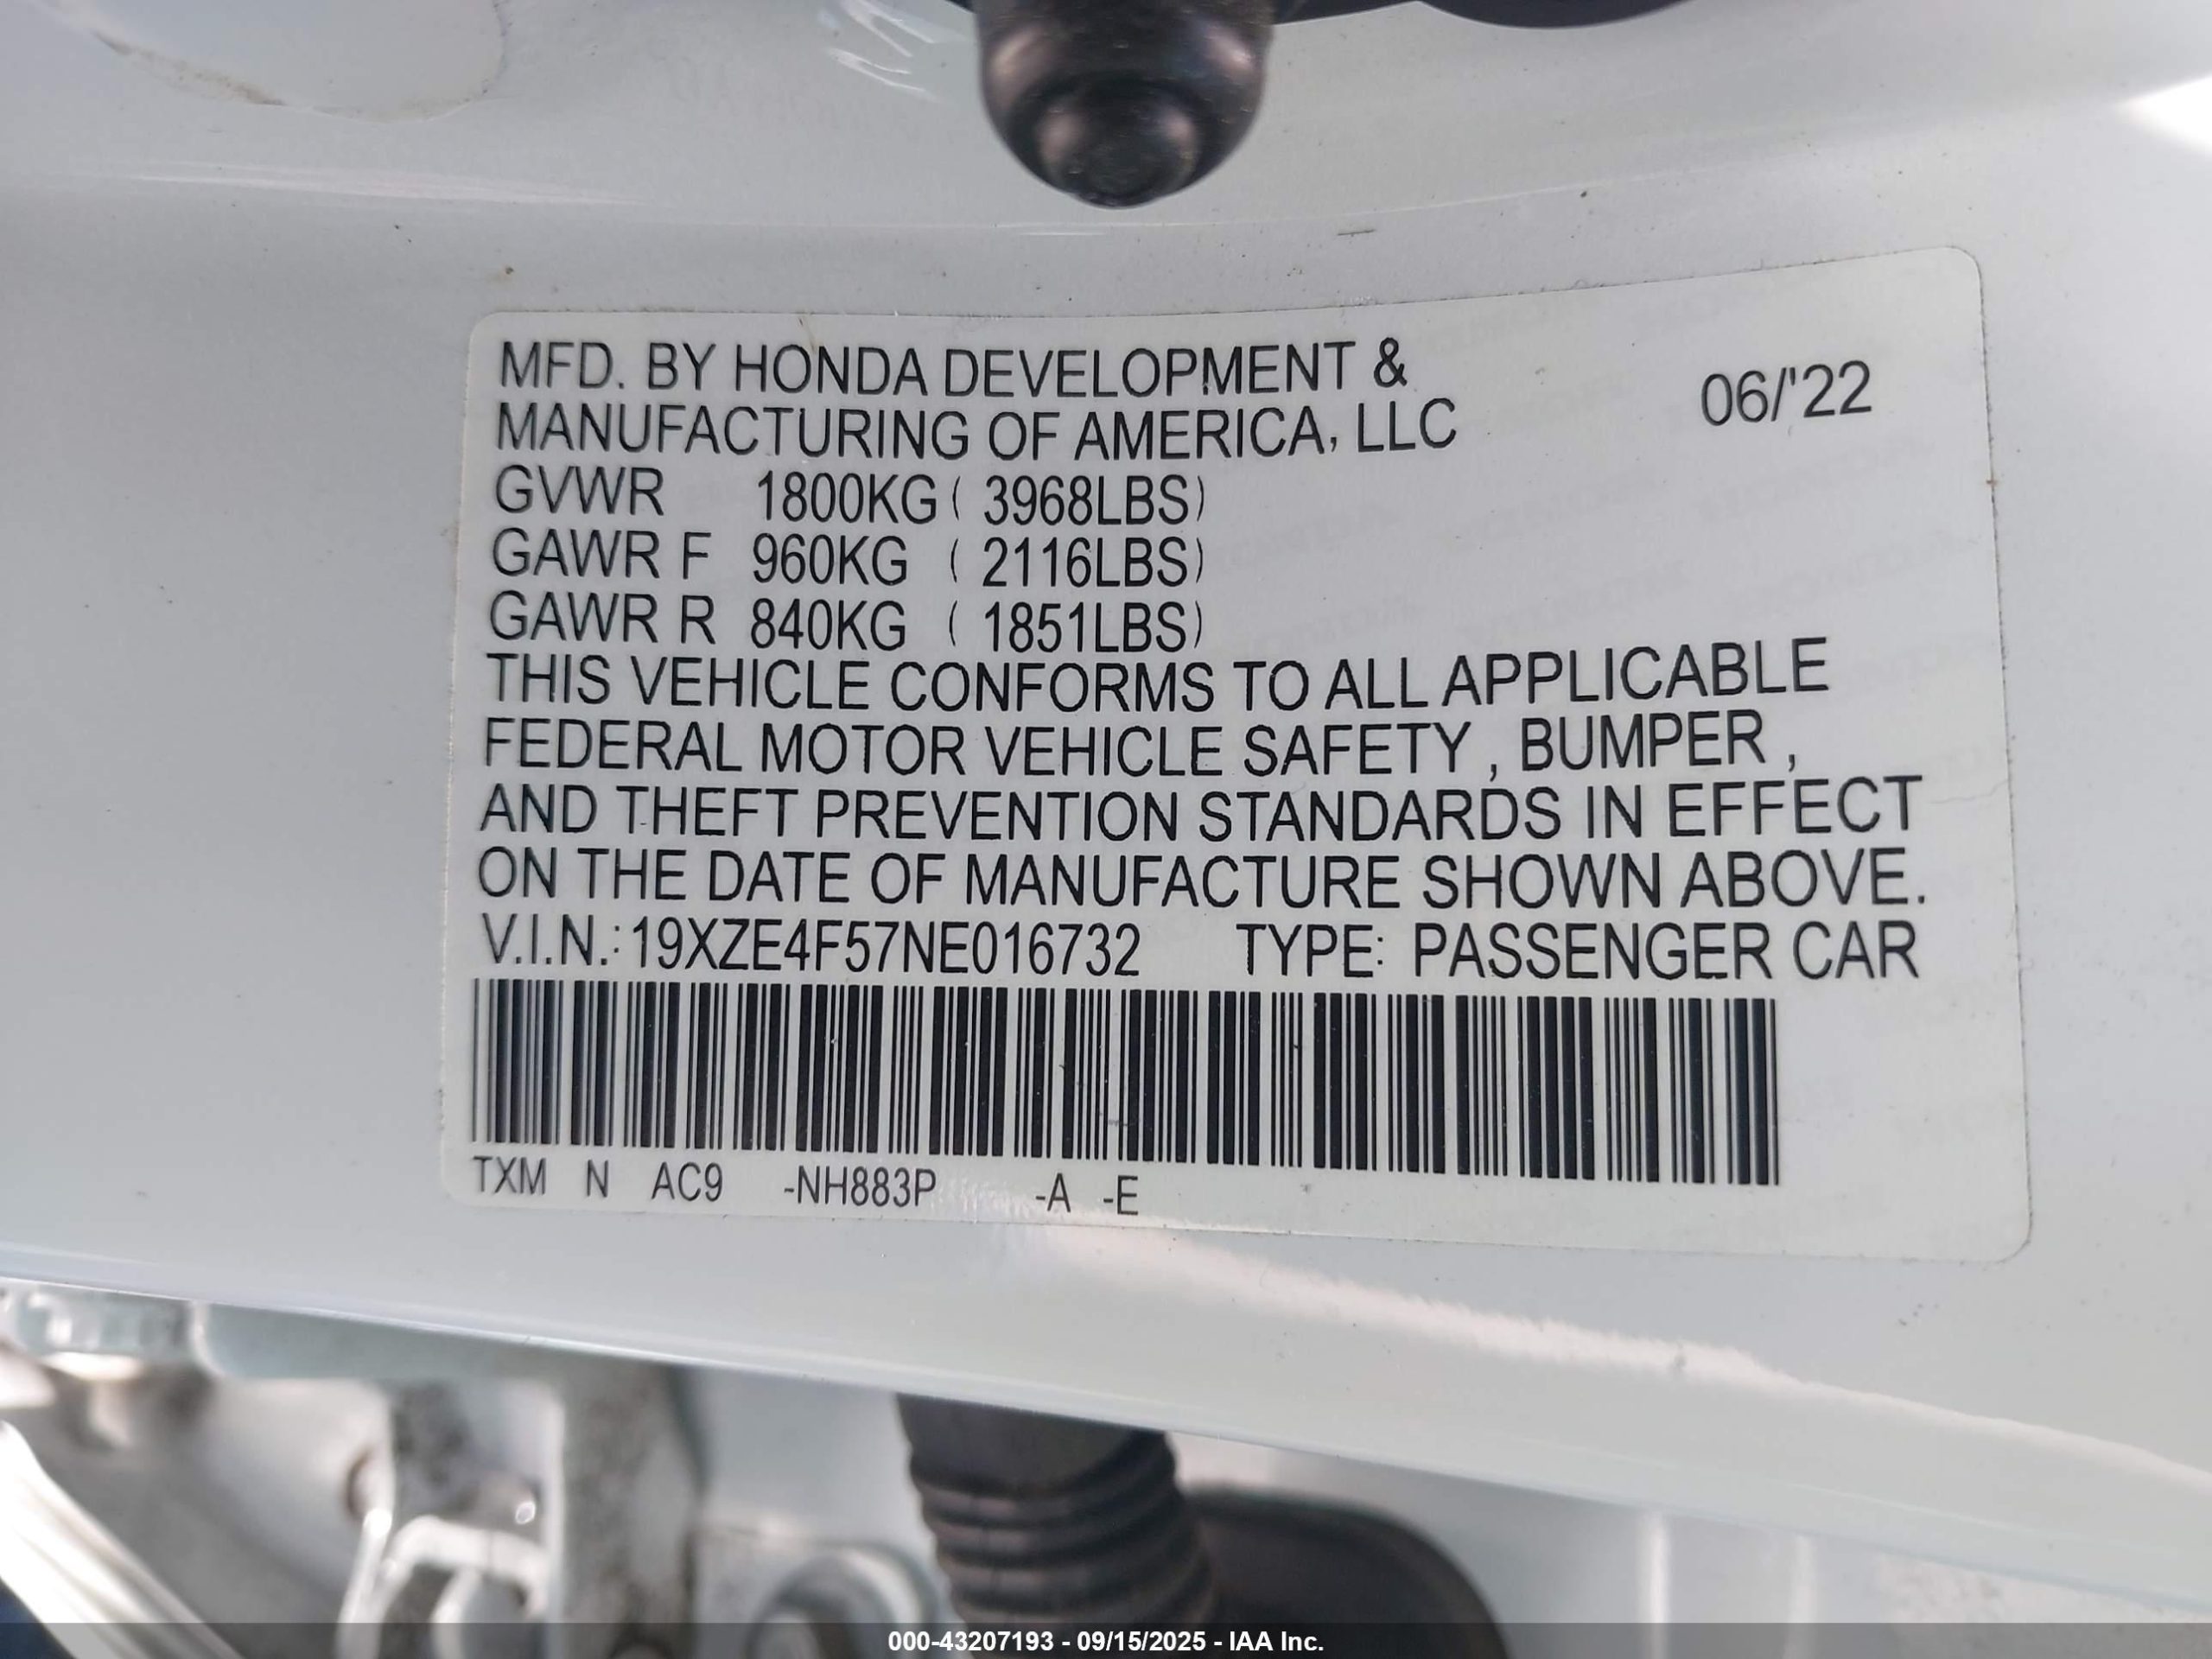 MFD. BY HONDA DEVELOPMENT & 06/'22
MANUFACTURING OF AMERICA, LLC
GVWR 1800KG ( 3968LBS)
GAWR F 960KG ( 2116LBS)
GAWR R 840KG ( 1851LBS)
THIS VEHICLE CONFORMS TO ALL APPLICABLE
FEDERAL MOTOR VEHICLE SAFETY , BUMPER ,
AND THEFT PREVENTION STANDARDS IN EFFECT
ON THE DATE OF MANUFACTURE SHOWN ABOVE.
V.I.N.: 19XZE4F57NE016732 TYPE: PASSENGER CAR
TXM N AC9 -NH883P -A -E
000-43207193 - 09/15/2025 - IAA Inc.